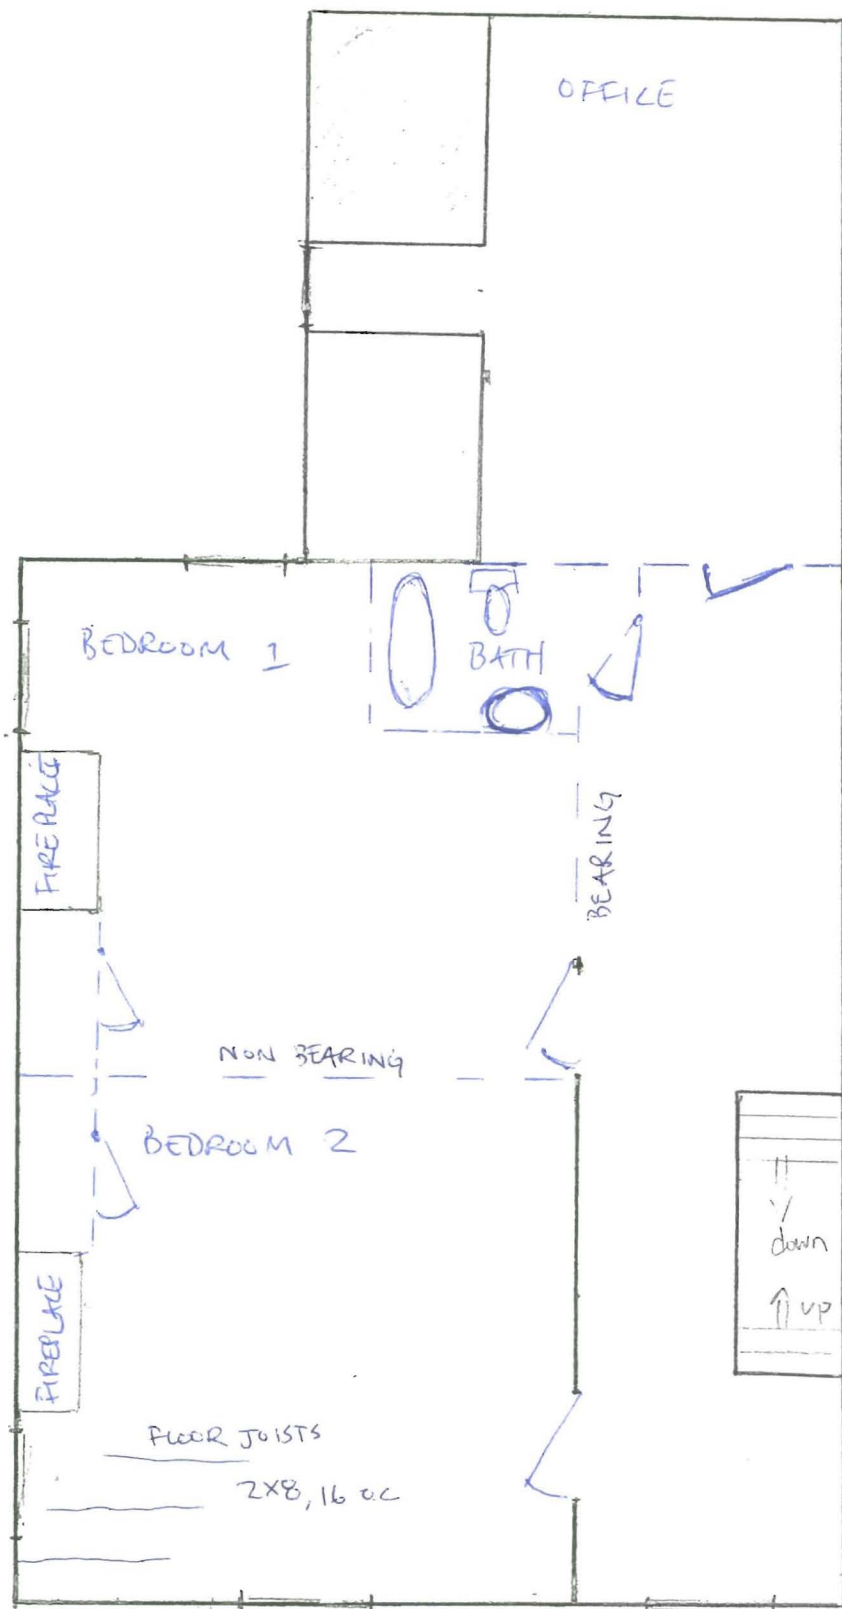 OFFICE
BEDROOM 1
BATH
FIREPLACE
BEARING
NON BEARING
BEDROOM 2
down
UP
FIREPLACE
FLOOR JOISTS
2X8, 16 O.C